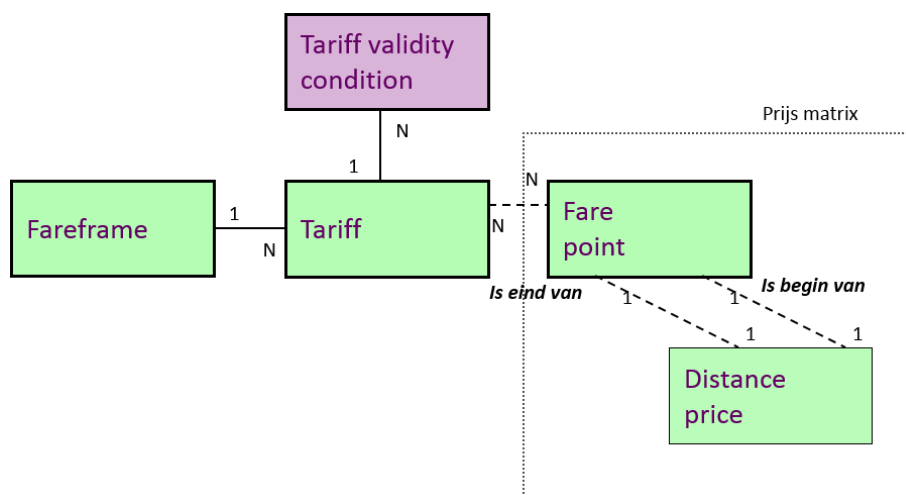 Tariff validity
condition
N
Prijs matrix
1
N
Fareframe
1
N
Tariff
N
Fare
point
Is eind van
1
1
Is begin van
1
1
Distance
price